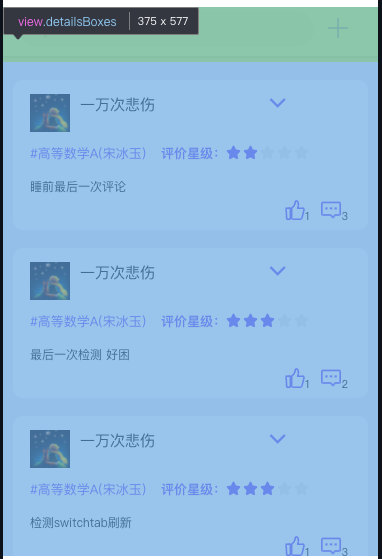 view.detailsBoxes 375 x 577
一万次悲伤
#高等数学A(宋冰玉) 评价星级：
睡前最后一次评论
1 3
一万次悲伤
#高等数学A(宋冰玉) 评价星级：
最后一次检测 好困
1 2
一万次悲伤
#高等数学A(宋冰玉) 评价星级：
检测switchtab刷新
1 3